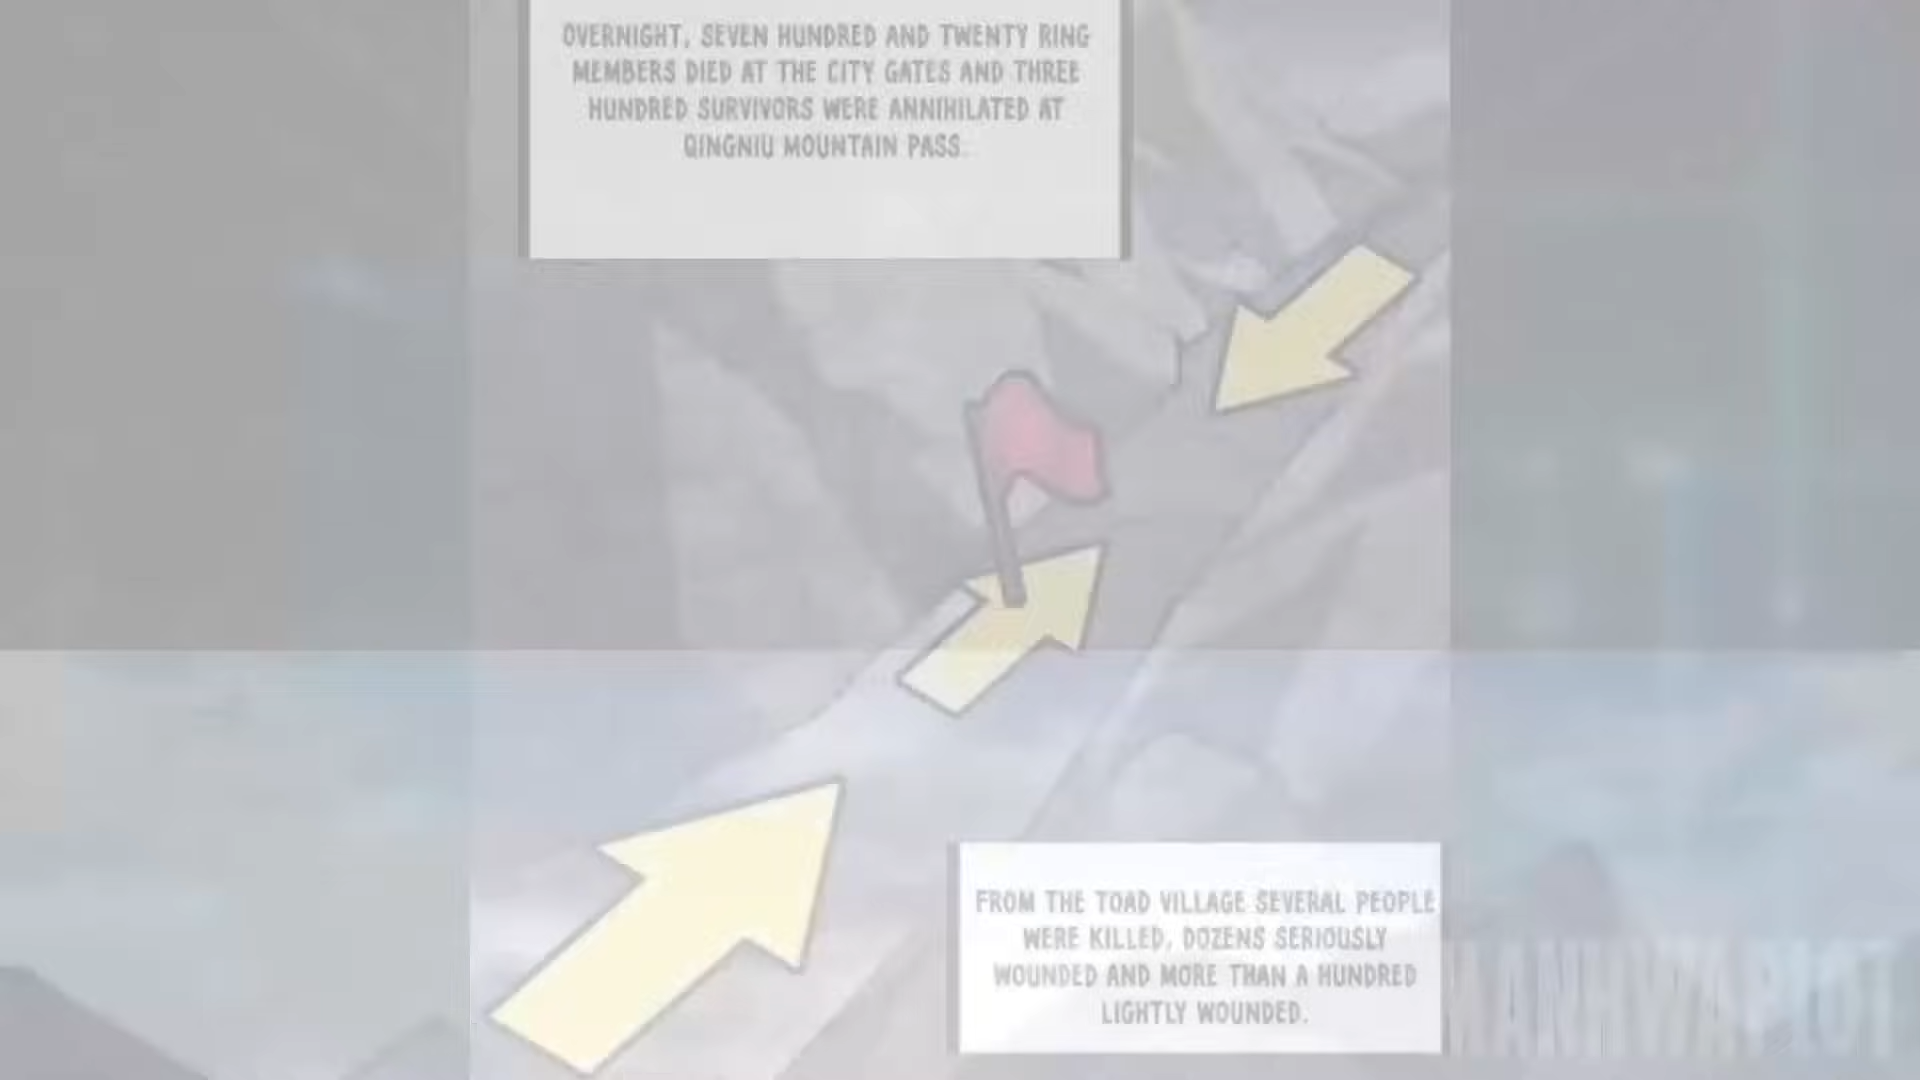 OVERNIGHT, SEVEN HUNDRED AND TWENTY RING
MEMBERS DIED AT THE CITY GATES AND THREE
HUNDRED SURVIVORS WERE ANNIHILATED AT
QINGNIU MOUNTAIN PASS.
FROM THE TOAD VILLAGE SEVERAL PEOPLE
WERE KILLED, DOZENS SERIOUSLY
WOUNDED AND MORE THAN A HUNDRED
LIGHTLY WOUNDED.
MANHWAPLOT